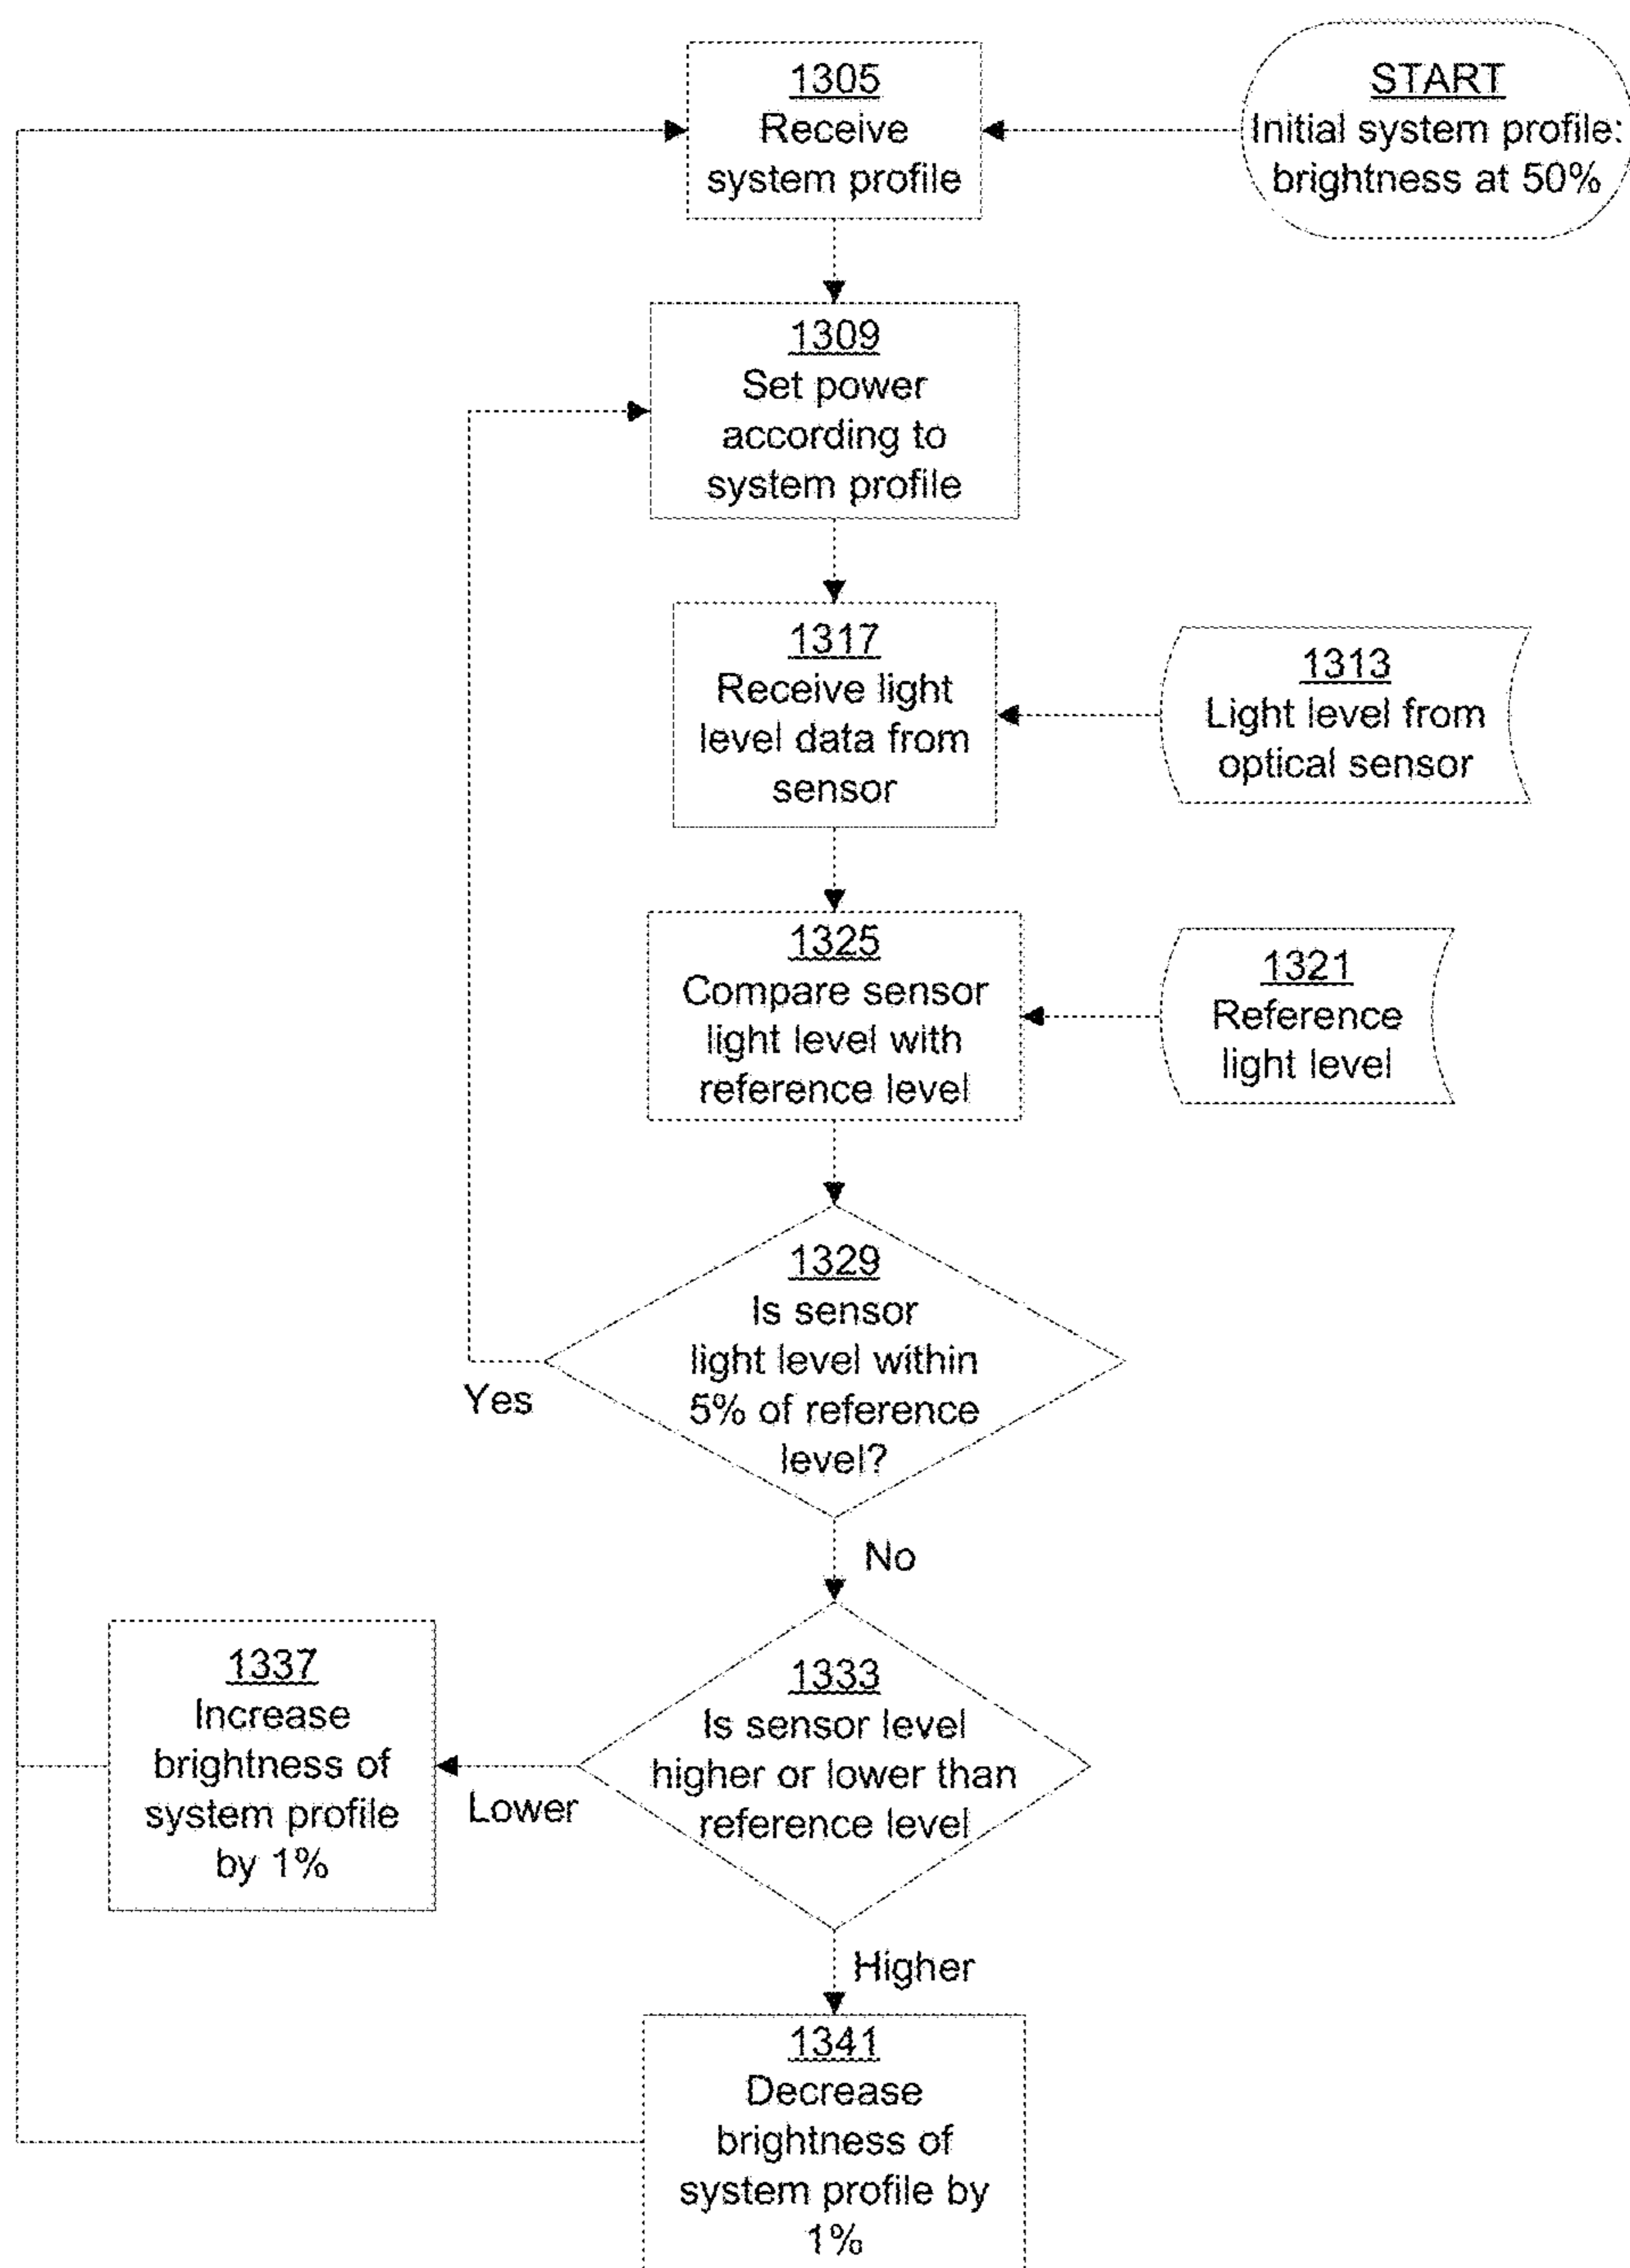 1305
Receive
system profile
START
Initial system profile:
brightness at 50%
1309
Set power
according to
system profile
1317
Receive light
level data from
sensor
1313
Light level from
optical sensor
1325
Compare sensor
light level with
reference level
1321
Reference
light level
1329
Is sensor
light level within
5% of reference
level?
Yes
No
1333
Is sensor level
higher or lower than
reference level
Lower
1337
Increase
brightness of
system profile
by 1%
Higher
1341
Decrease
brightness of
system profile by
1%